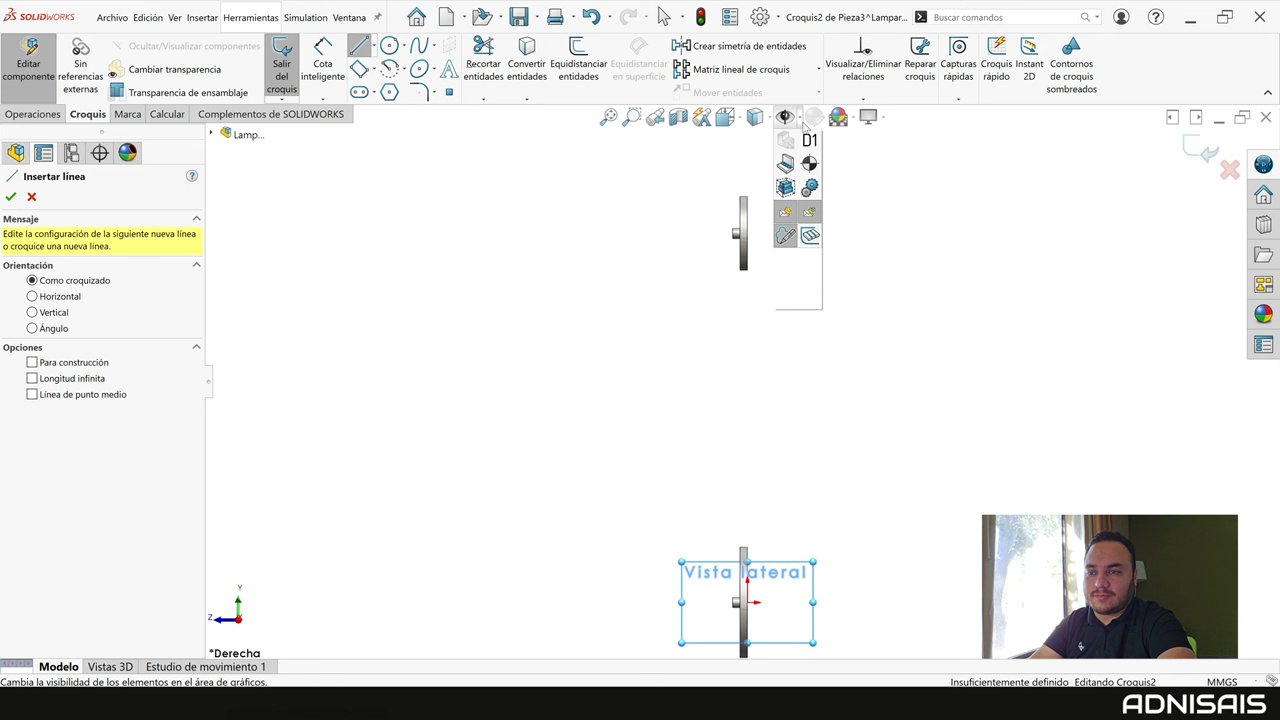 SOLIDWORKS
Archivo Edición Ver Insertar Herramientas Simulation Ventana
Croquis2 de Pieza3^Lampar...
Buscar comandos
Editar componente
Sin referencias externas
Ocultar/Visualizar componentes
Cambiar transparencia
Transparencia de ensamblaje
Salir del croquis
Cota inteligente
Recortar entidades
Convertir entidades
Equidistanciar entidades
Equidistanciar en superficie
Crear simetría de entidades
Matriz lineal de croquis
Mover entidades
Visualizar/Eliminar relaciones
Reparar croquis
Capturas rápidas
Croquis rápido
Instant 2D
Contornos de croquis sombreados
Operaciones Croquis Marca Calcular Complementos de SOLIDWORKS
Lamp...
D1
Insertar línea
Mensaje
Edite la configuración de la siguiente nueva línea
o croquice una nueva línea.
Orientación
Como croquizado
Horizontal
Vertical
Ángulo
Opciones
Para construcción
Longitud infinita
Línea de punto medio
Vista lateral
Y
Z
*Derecha
Modelo Vistas 3D Estudio de movimiento 1
Cambia la visibilidad de los elementos en el área de gráficos.
Insuficientemente definido Editando Croquis2 MMGS
ADNISAIS